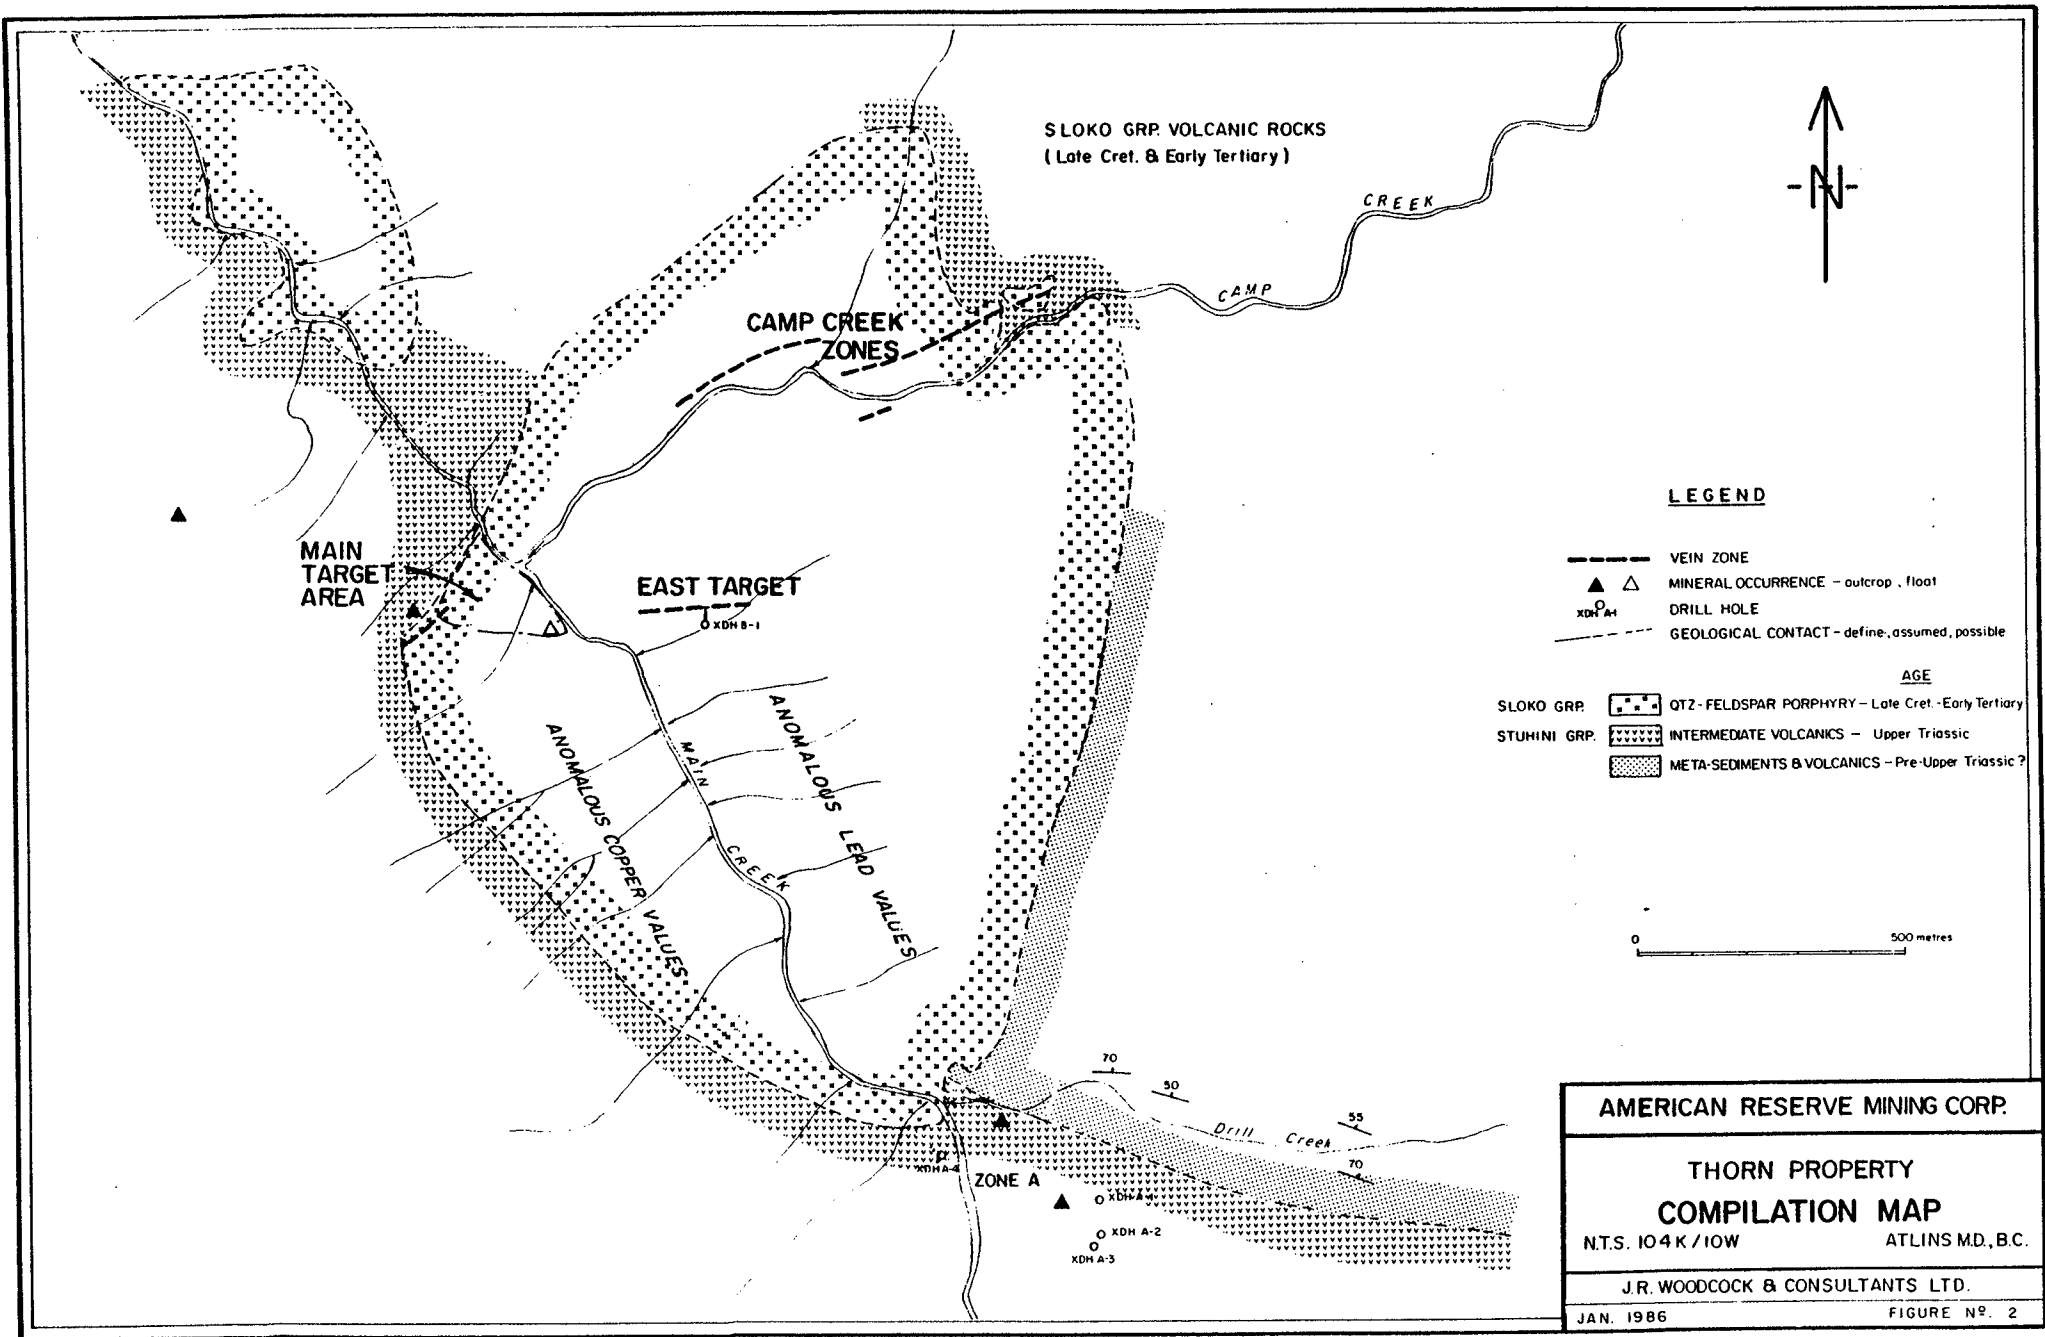 SLOKO GRP. VOLCANIC ROCKS
(Late Cret. & Early Tertiary)
N
CREEK
CAMP
CAMP CREEK
ZONES
MAIN
TARGET
AREA
EAST TARGET
XDH B-1
ANOMALOUS COPPER VALUES
MAIN
CREEK
ANOMALOUS LEAD VALUES
LEGEND
VEIN ZONE
MINERAL OCCURRENCE - outcrop, float
XDH A-1
DRILL HOLE
GEOLOGICAL CONTACT - define, assumed, possible
AGE
SLOKO GRP.
QTZ-FELDSPAR PORPHYRY - Late Cret. - Early Tertiary
STUHINI GRP.
INTERMEDIATE VOLCANICS - Upper Triassic
META-SEDIMENTS & VOLCANICS - Pre-Upper Triassic ?
0
500 metres
70
50
55
Drill Creek
70
XDH A-4
ZONE A
XDH A-1
XDH A-2
XDH A-3
AMERICAN RESERVE MINING CORP.
THORN PROPERTY
COMPILATION MAP
N.T.S. 104 K/10W
ATLINS M.D., B.C.
J.R. WOODCOCK & CONSULTANTS LTD.
JAN. 1986
FIGURE Nº. 2